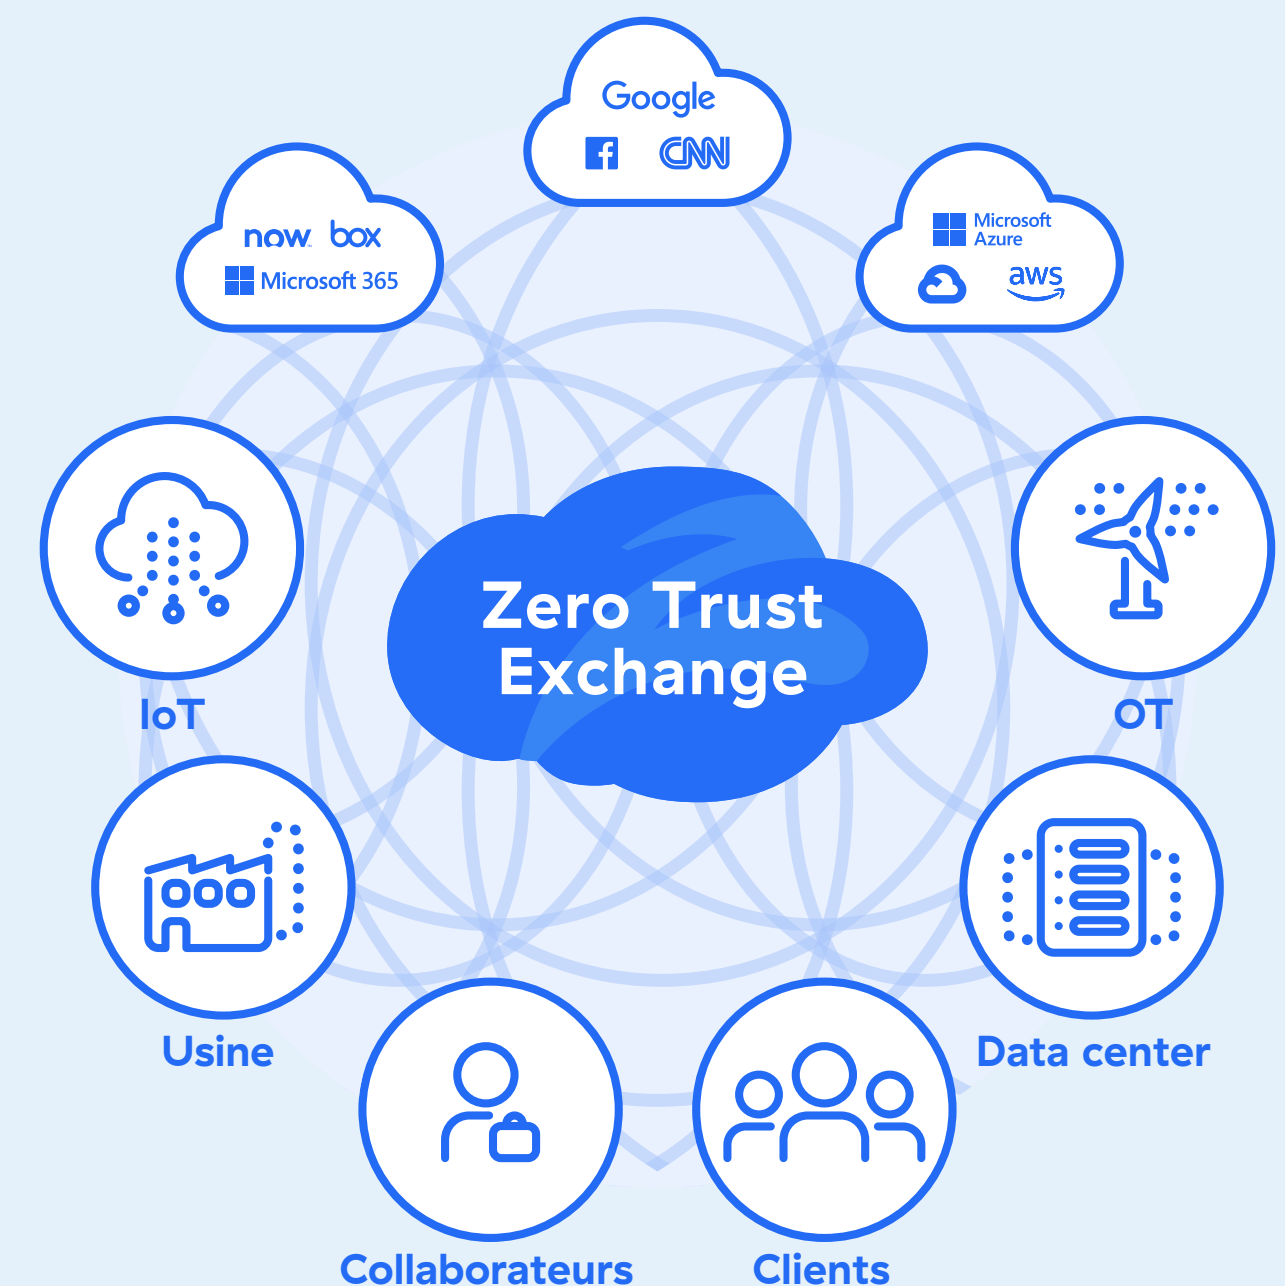 Google
CNN
now box
Microsoft 365
Microsoft
Azure
aws
Zero Trust
Exchange
IoT
OT
Usine
Data center
Collaborateurs
Clients